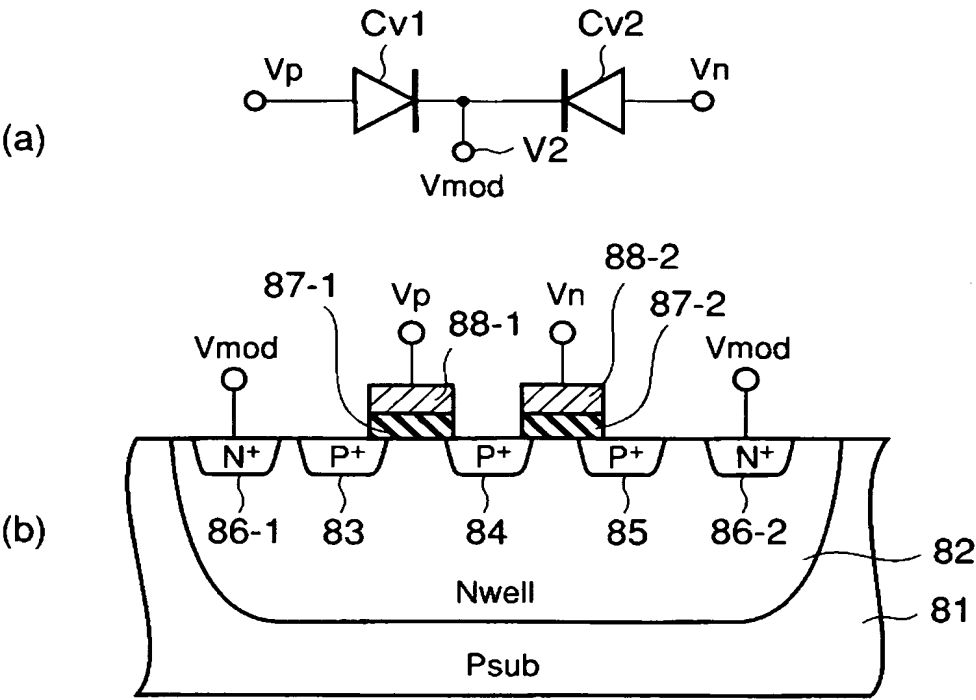 Cv1 Cv2
Vp Vn
(a)
V2
Vmod
88-2
87-1 Vp Vn 87-2
88-1
Vmod Vmod
N+ P+ P+ P+ N+
86-1 83 84 85 86-2
(b)
82
Nwell
81
Psub